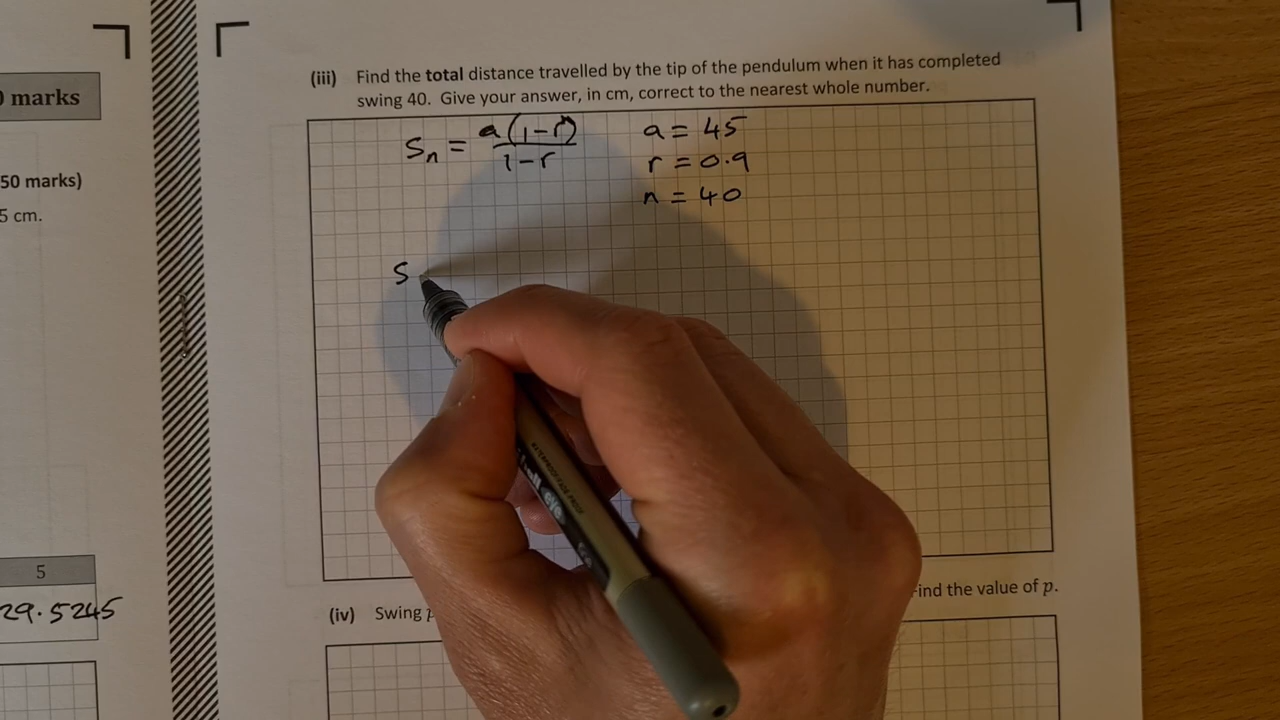 0 marks
50 marks)
5 cm.
5
29.5245
(iii) Find the total distance travelled by the tip of the pendulum when it has completed
swing 40. Give your answer, in cm, correct to the nearest whole number.
Sn = a(1-r)/1-r
a = 45
r = 0.9
n = 40
S
(iv) Swing
ind the value of p.